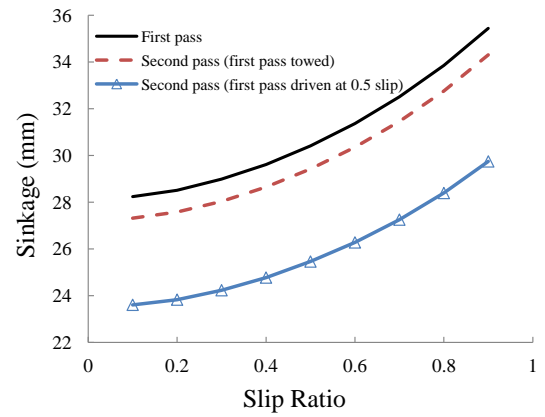 36
34
32
30
28
26
24
22
Sinkage (mm)
First pass
Second pass (first pass towed)
Second pass (first pass driven at 0.5 slip)
0 0.2 0.4 0.6 0.8 1
Slip Ratio